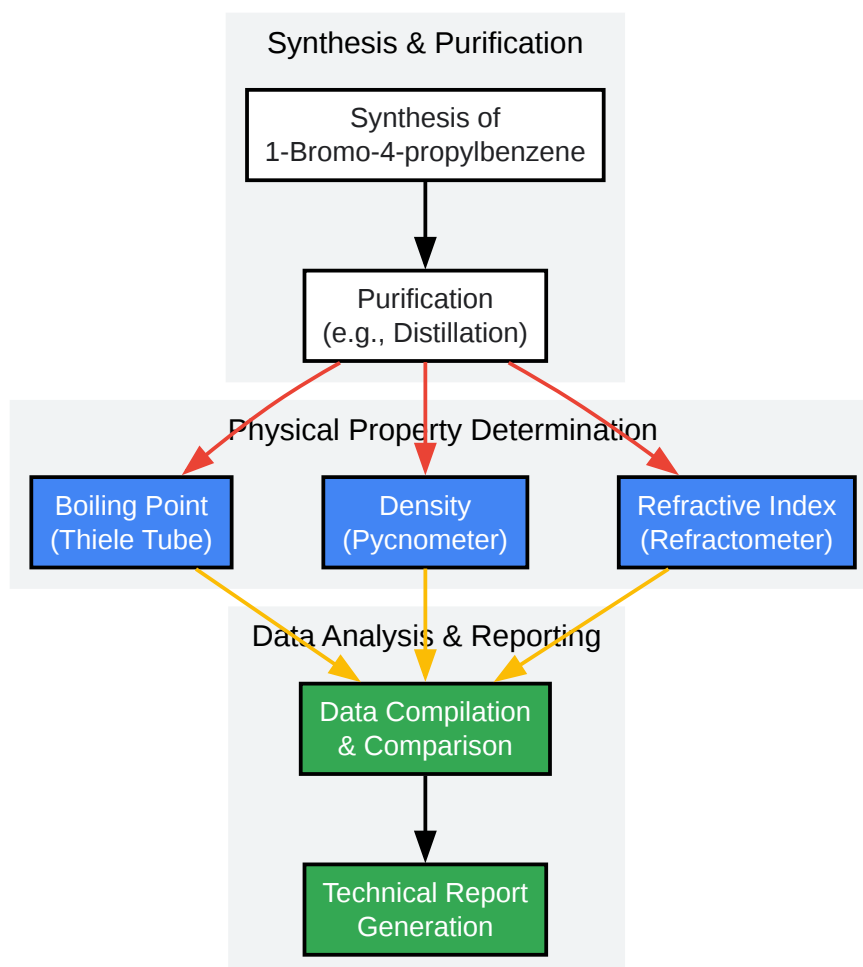 Synthesis & Purification
Synthesis of
1-Bromo-4-propylbenzene
Purification
(e.g., Distillation)
Physical Property Determination
Boiling Point
(Thiele Tube)
Density
(Pycnometer)
Refractive Index
(Refractometer)
Data Analysis & Reporting
Data Compilation
& Comparison
Technical Report
Generation